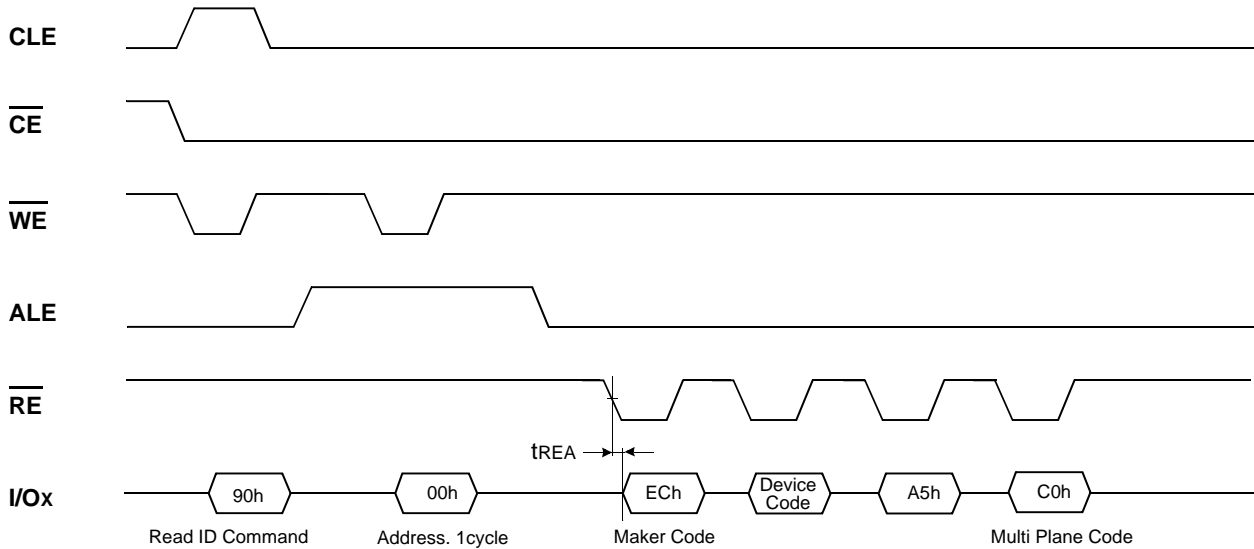 CLE
CE
WE
ALE
RE
tREA
I/Ox
90h
00h
ECh
Device
Code
A5h
C0h
Read ID Command
Address. 1cycle
Maker Code
Multi Plane Code